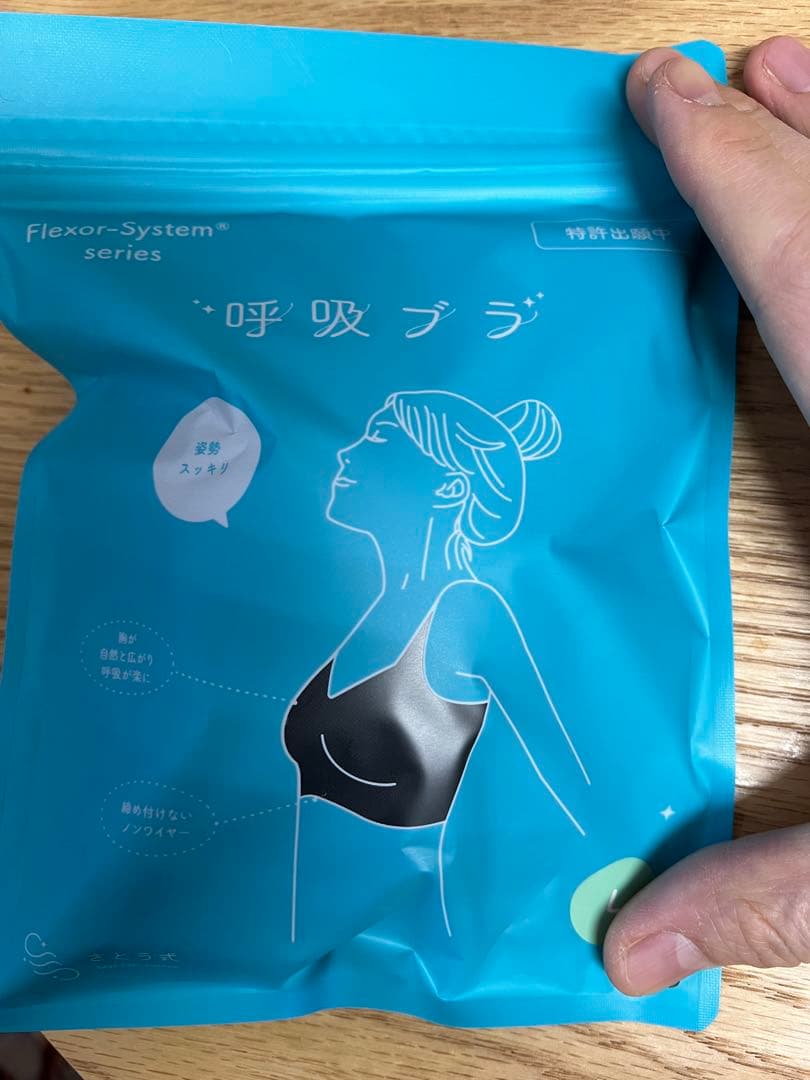 Flexor-System®
series
特許出願中
呼吸ブラ
姿勢
スッキリ
胸が
自然と広がり
呼吸が楽に
締め付けない
ノンワイヤー
さとう式